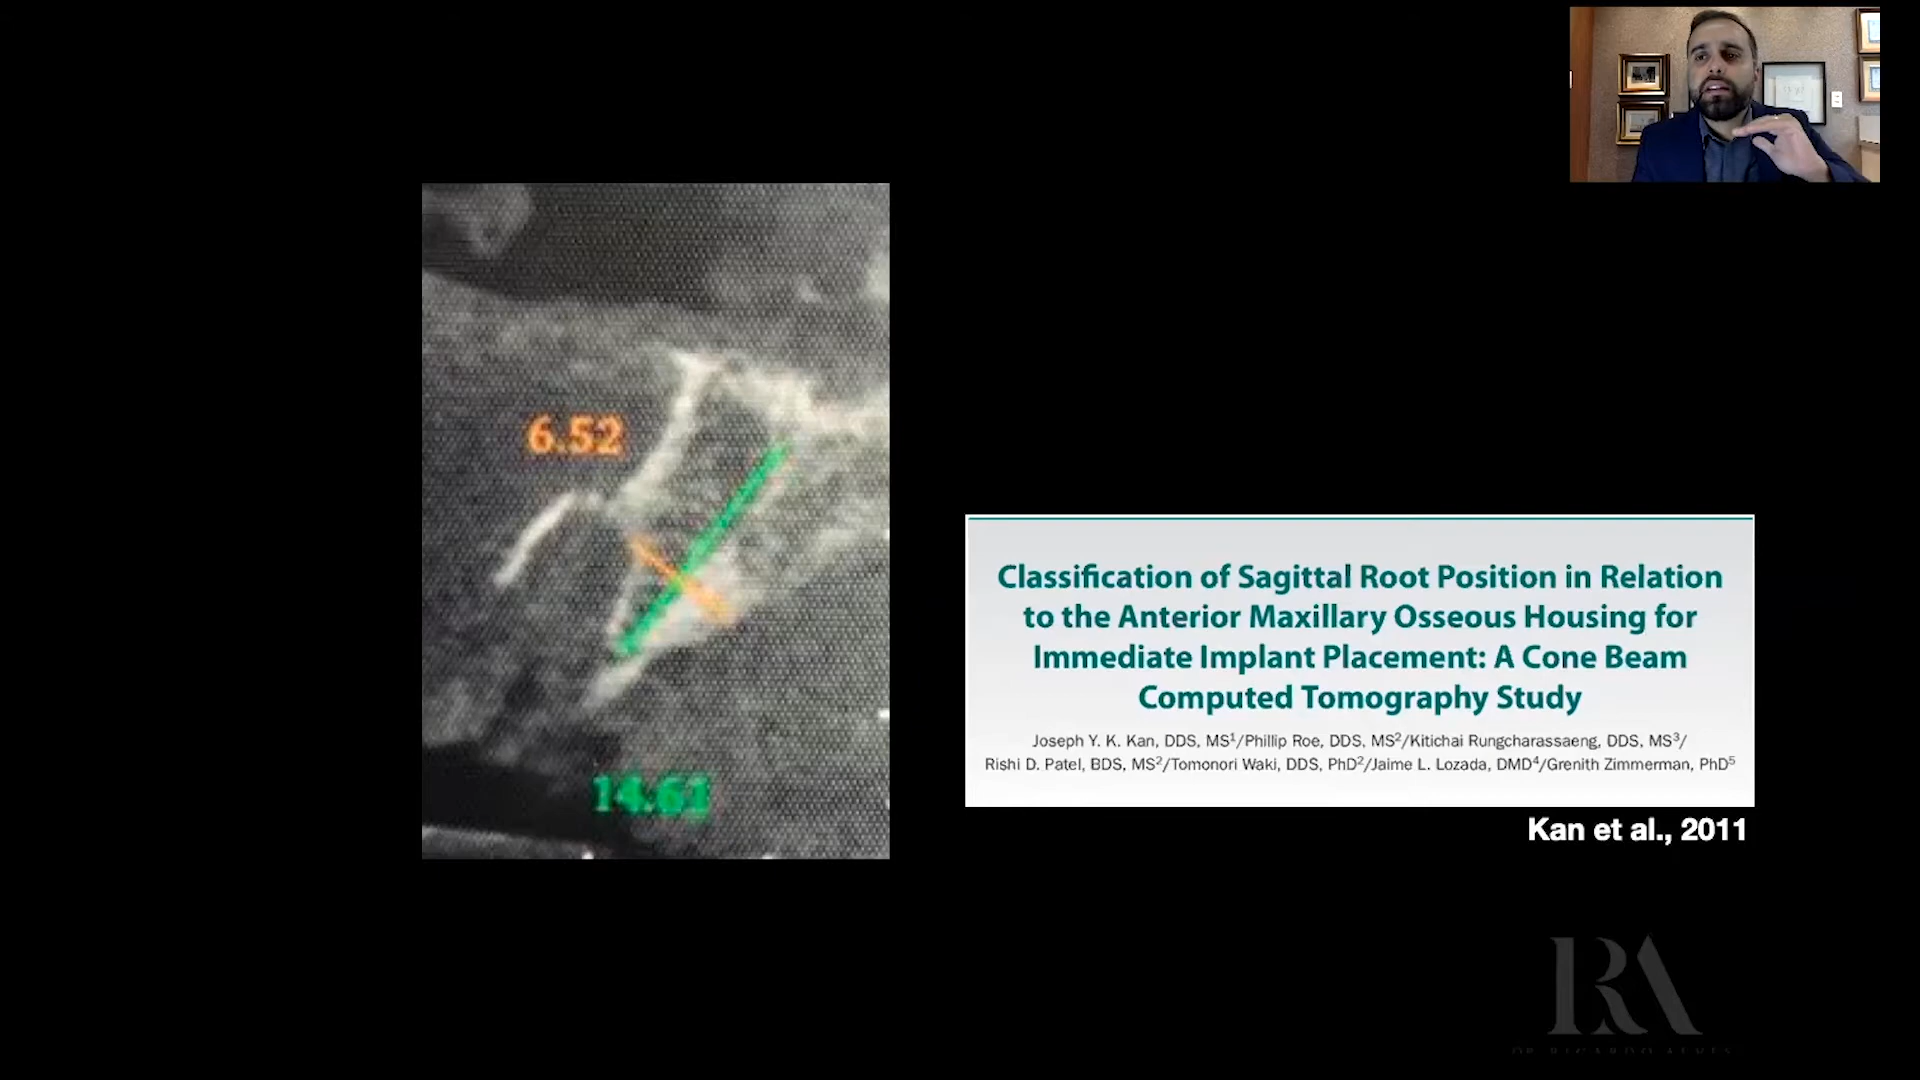 6.52
14.61
Classification of Sagittal Root Position in Relation
to the Anterior Maxillary Osseous Housing for
Immediate Implant Placement: A Cone Beam
Computed Tomography Study
Joseph Y. K. Kan, DDS, MS1/Phillip Roe, DDS, MS2/Kitichai Rungcharassaeng, DDS, MS3/
Rishi D. Patel, BDS, MS2/Tomonori Waki, DDS, PhD2/Jaime L. Lozada, DMD4/Grenith Zimmerman, PhD5
Kan et al., 2011
RA